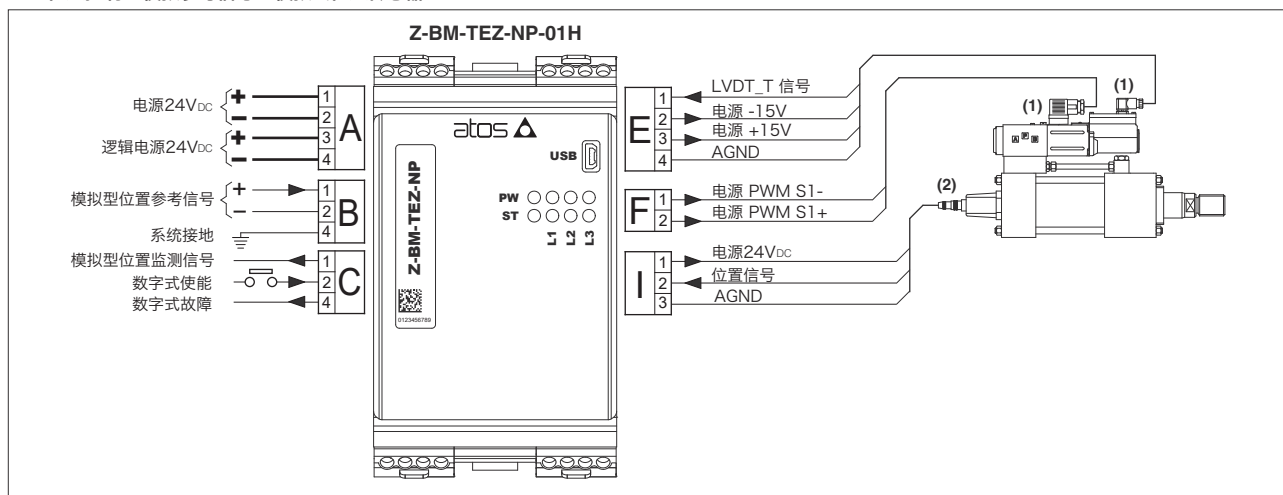 Z-BM-TEZ-NP-01H
电源24VDC
+
−
逻辑电源24VDC
+
−
1
2
3
4
A
模拟型位置参考信号
+
−
系统接地
1
2
4
B
模拟型位置监测信号
数字式使能
数字式故障
1
2
4
C
atos
USB
PW
ST
L1
L2
L3
Z-BM-TEZ-NP
0123456789
E
1
2
3
4
LVDT_T 信号
电源 -15V
电源 +15V
AGND
F
1
2
电源 PWM S1-
电源 PWM S1+
I
1
2
3
电源24VDC
位置信号
AGND
(1)
(1)
(2)
A P B